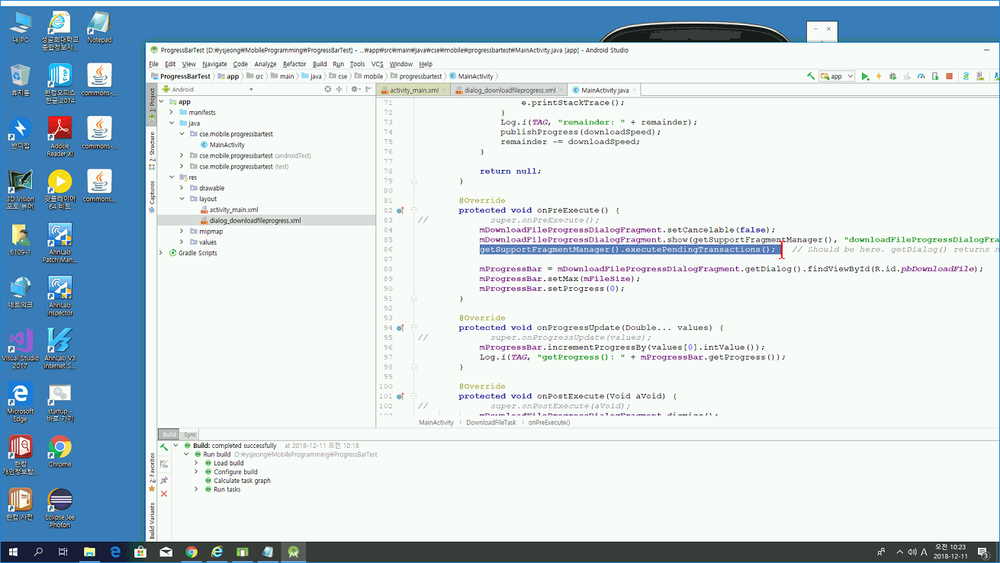 내 PC
성공회대학교
종합정보시...
Notepad
휴지통
한컴오피스
한글 2014
commons-...
반디집
Adobe
Reader XI
commons-...
3D Vision
포토 뷰어
팟플레이어
64 비트
commons...
6109-1
AhnLab
Patch Man...
네트워크
AhnLab
Inspector
Visual Studio
2017
AhnLab V3
Internet S...
Microsoft
Edge
startup -
바로 가기
한컴
개인정보탐...
Chrome
한컴 사전
Eclipse Jee
Photon
ProgressBarTest [D:₩ysjeong₩MobileProgramming₩ProgressBarTest] - ...₩app₩src₩main₩java₩cse₩mobile₩progressbartest₩MainActivity.java [app] - Android Studio
File Edit View Navigate Code Analyze Refactor Build Run Tools VCS Window Help
ProgressBarTest app src main java cse mobile progressbartest MainActivity
app
1: Project
Z: Structure
Captures
2: Favorites
Build Variants
Android
app
manifests
java
cse.mobile.progressbartest
MainActivity
cse.mobile.progressbartest (androidTest)
cse.mobile.progressbartest (test)
res
drawable
layout
activity_main.xml
dialog_downloadfileprogress.xml
mipmap
values
Gradle Scripts
activity_main.xml dialog_downloadfileprogress.xml MainActivity.java
71 e.printStackTrace();
72 }
73 Log.i(TAG, "remainder: " + remainder);
74 publishProgress(downloadSpeed);
75 remainder -= downloadSpeed;
76 }
77
78 return null;
79 }
80
81 @Override
82 protected void onPreExecute() {
83 // super.onPreExecute();
84 mDownloadFileProgressDialogFragment.setCancelable(false);
85 mDownloadFileProgressDialogFragment.show(getSupportFragmentManager(), "downloadFileProgressDialogFra
86 getSupportFragmentManager().executePendingTransactions(); // Should be here. getDialog() returns n
87
88 mProgressBar = mDownloadFileProgressDialogFragment.getDialog().findViewById(R.id.pbDownloadFile);
89 mProgressBar.setMax(mFileSize);
90 mProgressBar.setProgress(0);
91 }
92
93 @Override
94 protected void onProgressUpdate(Double... values) {
95 // super.onProgressUpdate(values);
96 mProgressBar.incrementProgressBy(values[0].intValue());
97 Log.i(TAG, "getProgress(): " + mProgressBar.getProgress());
98 }
99
100 @Override
101 protected void onPostExecute(Void aVoid) {
102 // super.onPostExecute(aVoid);
103 mDownloadFileProgressDialogFragment.dismiss();
MainActivity DownloadFileTask onPreExecute()
Build Sync
Build: completed successfully at 2018-12-11 오전 10:18
Run build D:₩ysjeong₩MobileProgramming₩ProgressBarTest
Load build
Configure build
Calculate task graph
Run tasks
A
오전 10:23
2018-12-11
3